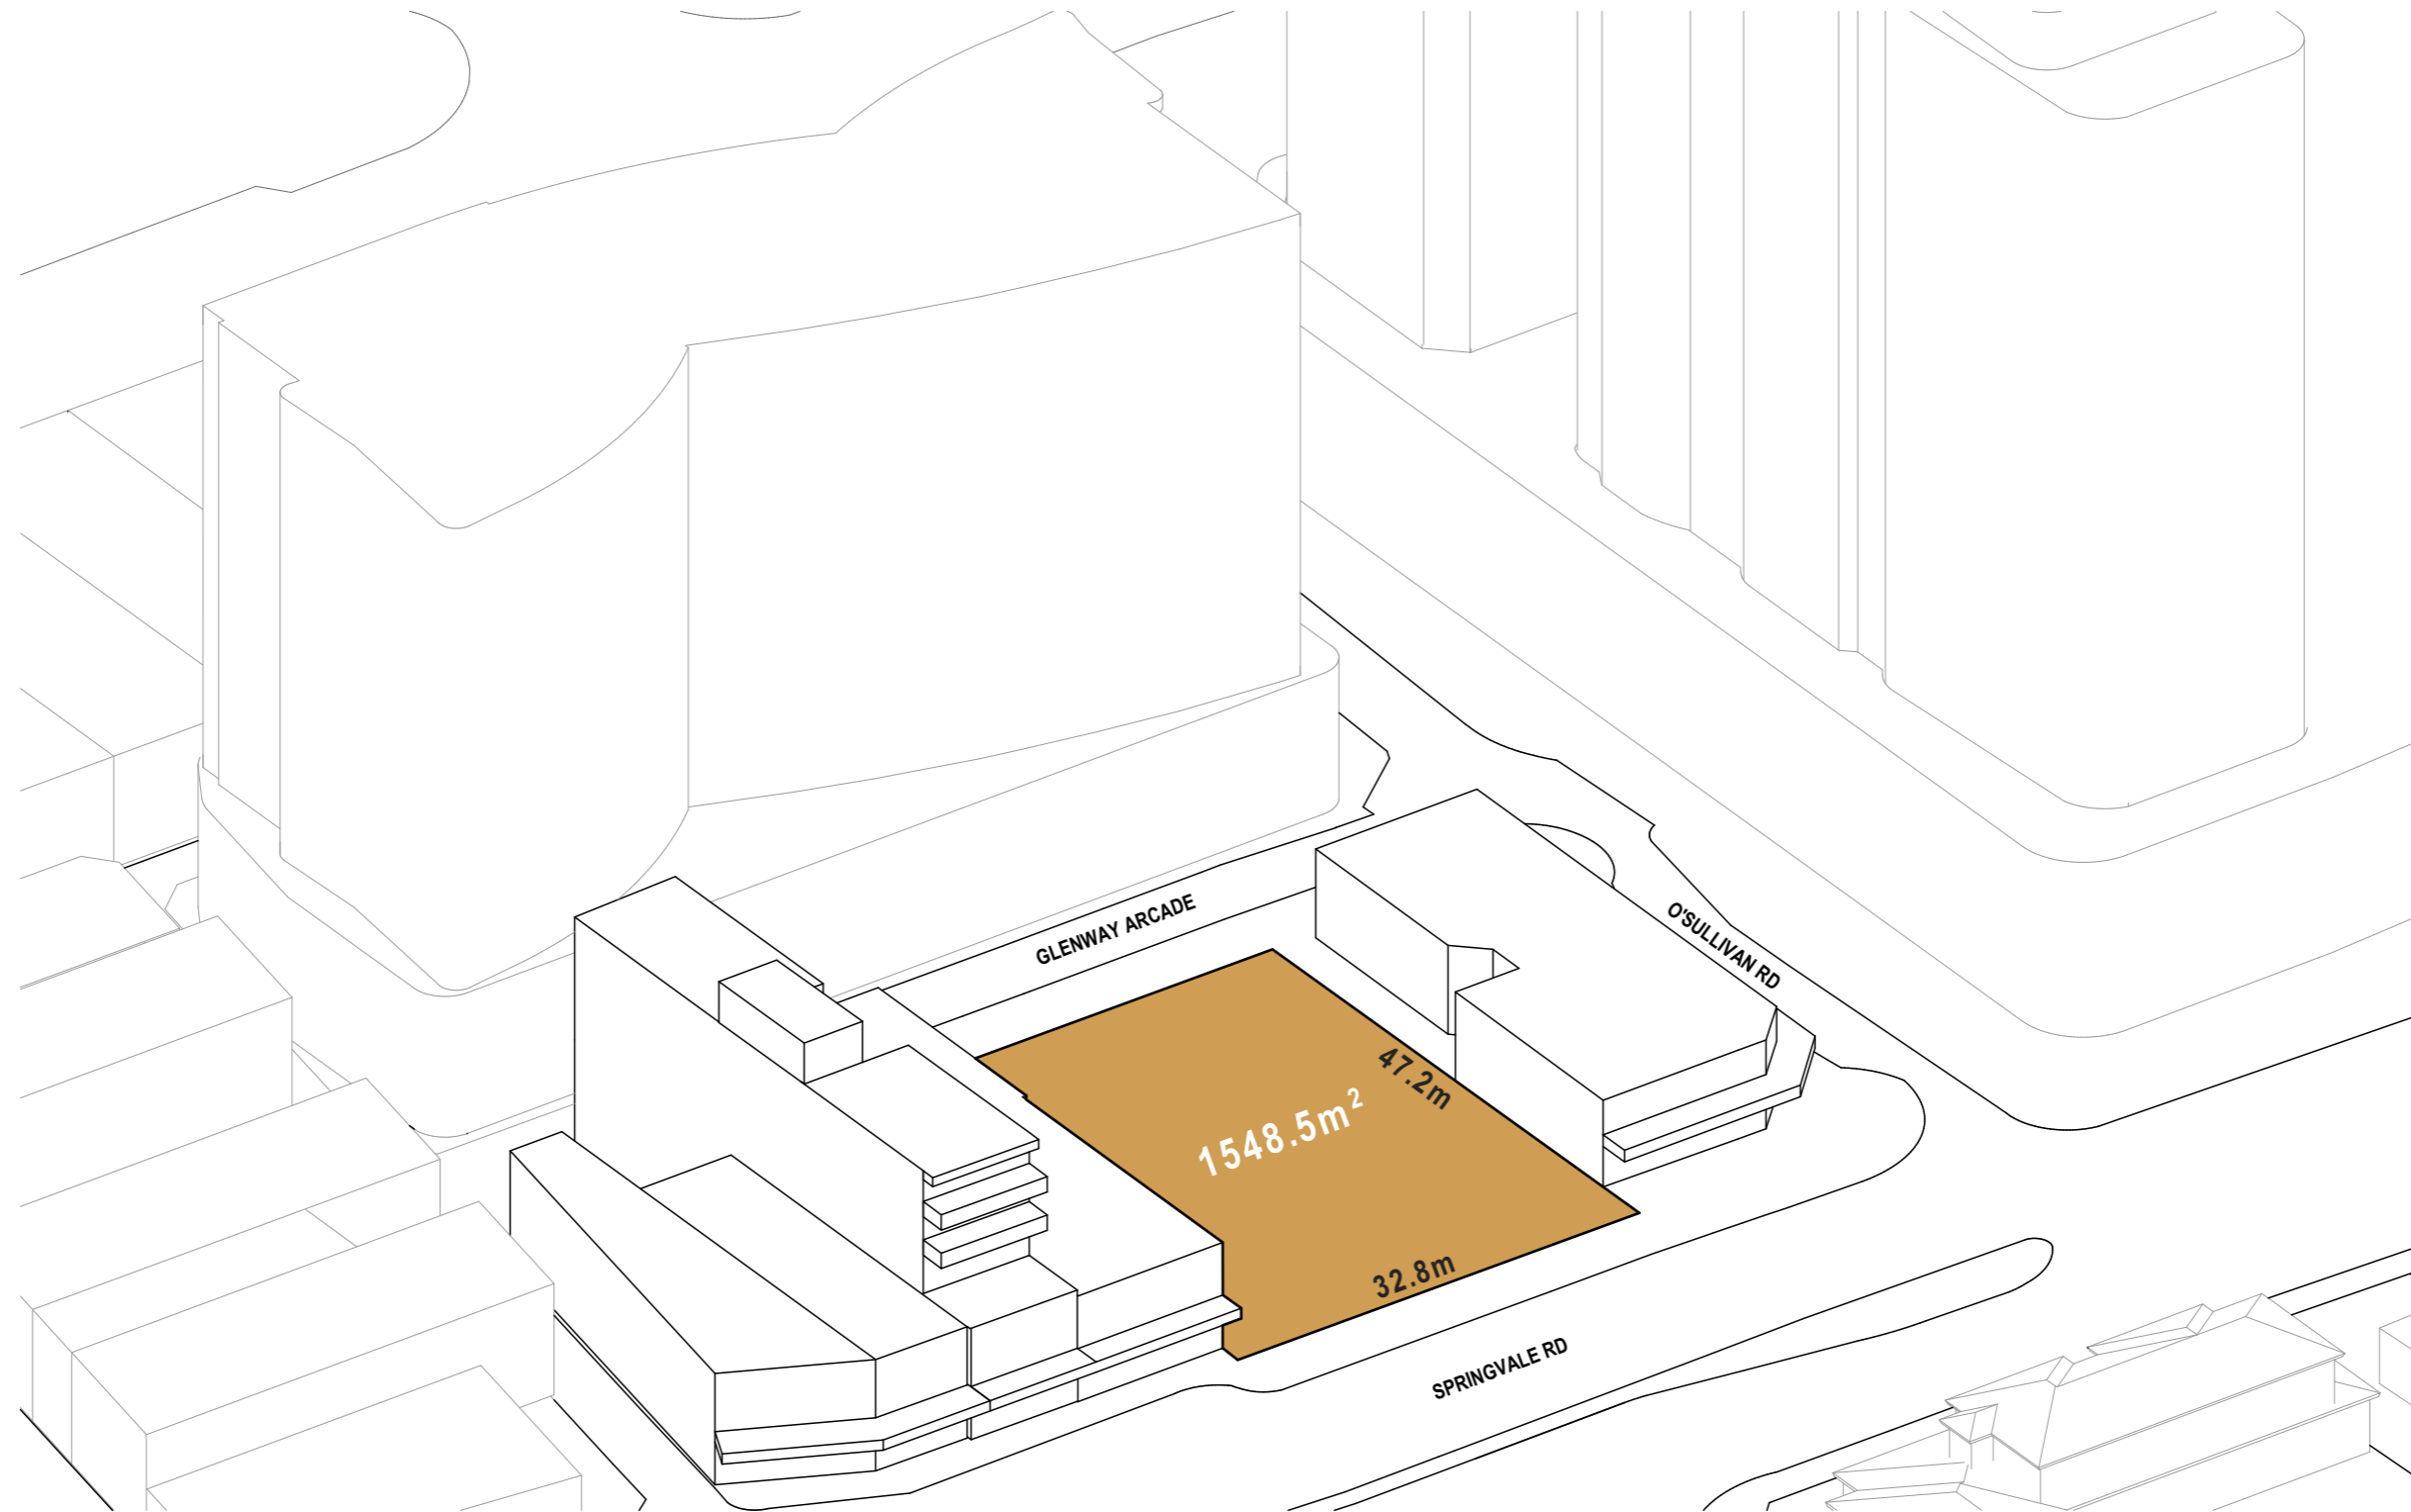 GLENWAY ARCADE
O'SULLIVAN RD
47.2m
1548.5m²
32.8m
SPRINGVALE RD